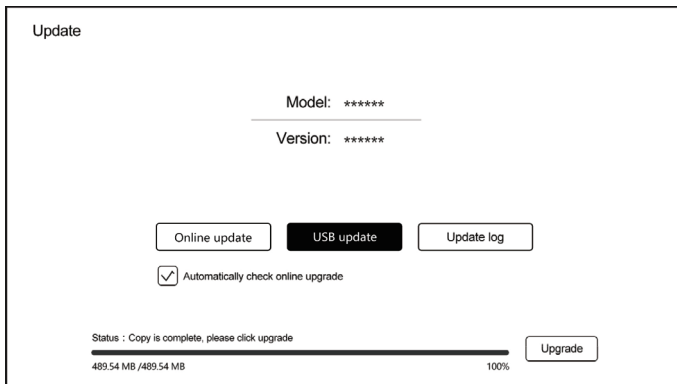 Update
Model: ******
Version: ******
Online update
USB update
Update log
Automatically check online upgrade
Status : Copy is complete, please click upgrade
Upgrade
489.54 MB /489.54 MB
100%